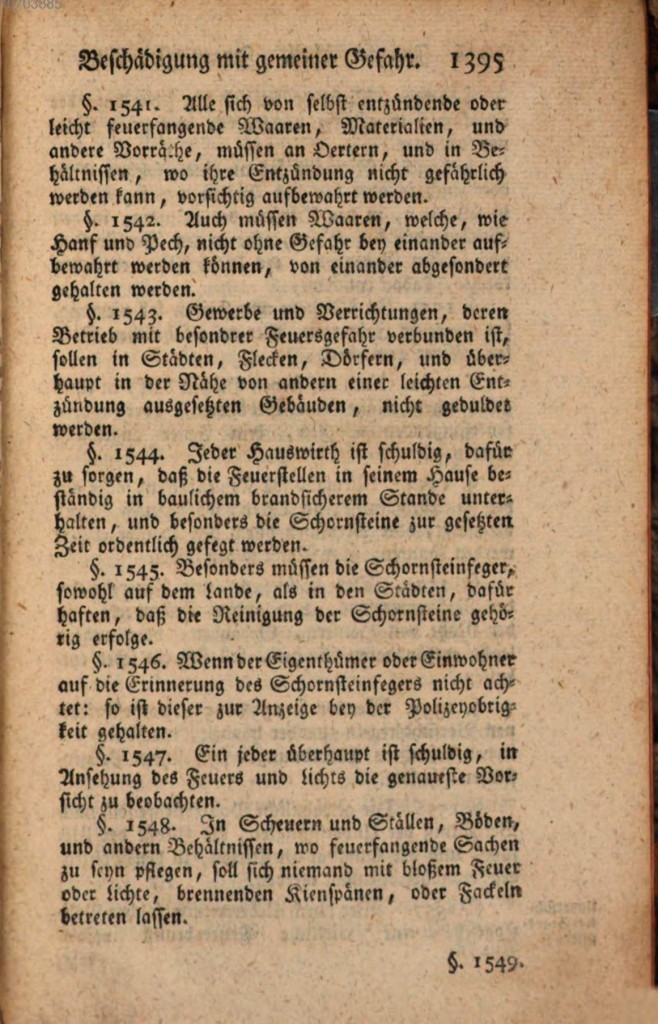 Beschädigung mit gemeiner Gefahr. 1395
§. 1541. Alle sich von selbst entzündende oder
leicht feuerfangende Waaren, Materialien, und
andere Vorräthe, müssen an Oertern, und in Be-
hältnissen, wo ihre Entzündung nicht gefährlich
werden kann, vorsichtig aufbewahrt werden.
§. 1542. Auch müssen Waaren, welche, wie
Hanf und Pech, nicht ohne Gefahr bey einander auf-
bewahrt werden können, von einander abgesondert
gehalten werden.
§. 1543. Gewerbe und Verrichtungen, deren
Betrieb mit besondrer Feuersgefahr verbunden ist,
sollen in Städten, Flecken, Dörfern, und über-
haupt in der Nähe von andern einer leichten Ent-
zündung ausgesetzten Gebäuden, nicht geduldet
werden.
§. 1544. Jeder Hauswirth ist schuldig, dafür
zu sorgen, daß die Feuerstellen in seinem Hause be-
ständig in baulichem brandsicherem Stande unter-
halten, und besonders die Schornsteine zur gesetzten
Zeit ordentlich gefegt werden.
§. 1545. Besonders müssen die Schornsteinfeger,
sowohl auf dem Lande, als in den Städten, dafür
haften, daß die Reinigung der Schornsteine gehö-
rig erfolge.
§. 1546. Wenn der Eigenthümer oder Einwohner
auf die Erinnerung des Schornsteinfegers nicht ach-
tet: so ist dieser zur Anzeige bey der Polizeyobrig-
keit gehalten.
§. 1547. Ein jeder überhaupt ist schuldig, in
Ansehung des Feuers und Lichts die genaueste Vor-
sicht zu beobachten.
§. 1548. In Scheuern und Ställen, Böden,
und andern Behältnissen, wo feuerfangende Sachen
zu seyn pflegen, soll sich niemand mit bloßem Feuer
oder Lichte, brennenden Kienspänen, oder Fackeln
betreten lassen.
§. 1549.